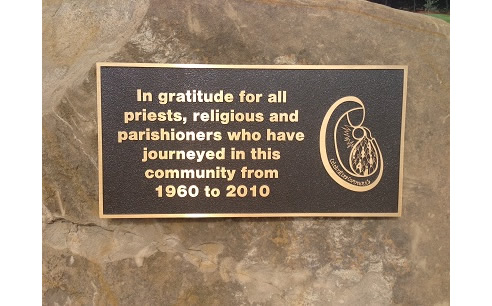 In gratitude for all
priests, religious and
parishioners who have
journeyed in this
community from
1960 to 2010